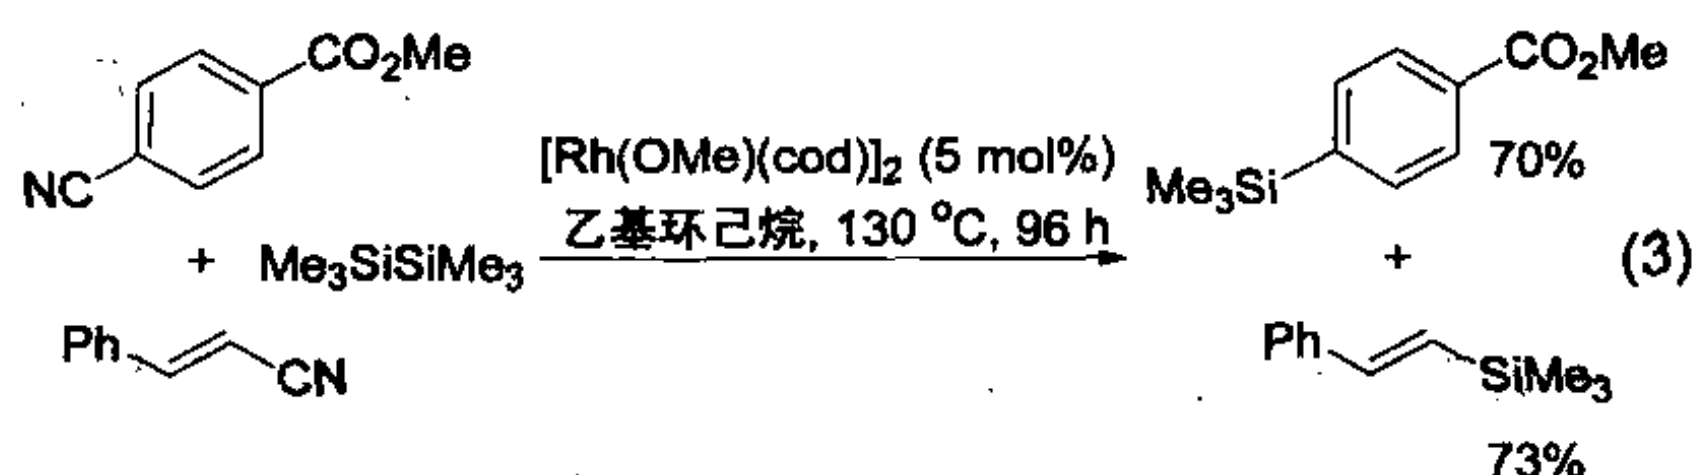 CO₂Me
NC
+ Me₃SiSiMe₃
Ph
CN
[Rh(OMe)(cod)]₂ (5 mol%)
乙基环己烷, 130 ºC, 96 h
CO₂Me
70%
Me₃Si
+
(3)
Ph
SiMe₃
73%